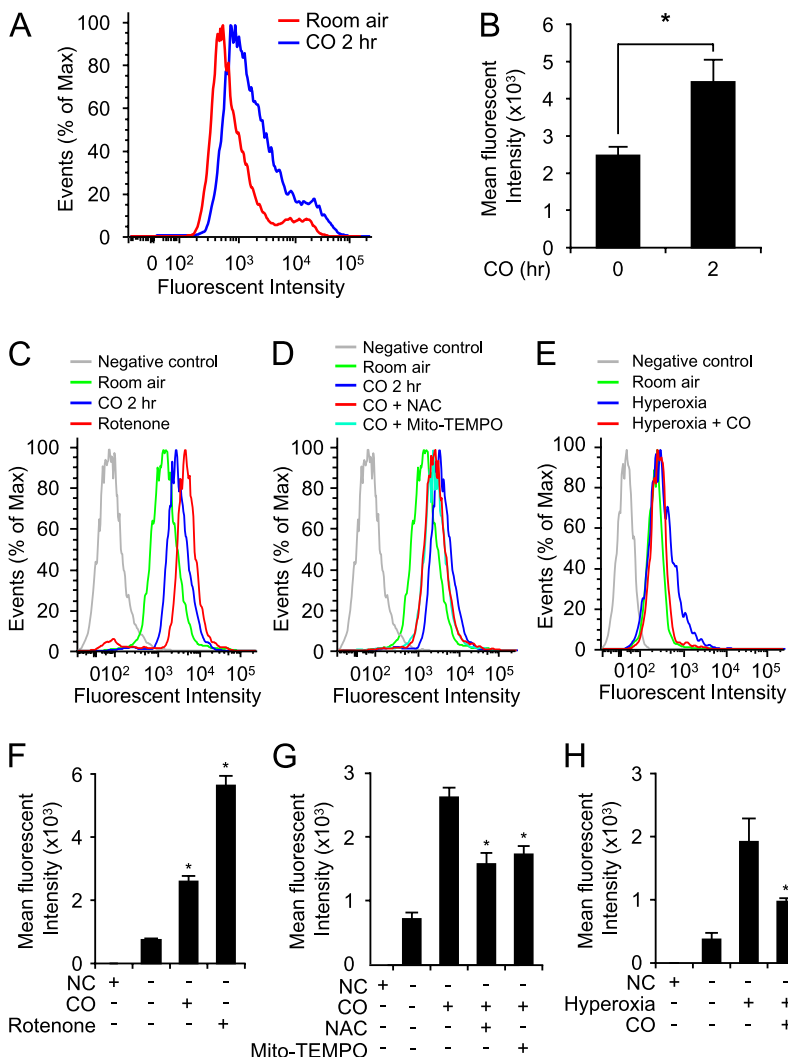 A
Room air
CO 2 hr
Events (% of Max)
100
80
60
40
20
0
0 10² 10³ 10⁴ 10⁵
Fluorescent Intensity
B
*
Mean fluorescent
Intensity (x10³)
6
5
4
3
2
1
0
CO (hr) 0 2
C
Negative control
Room air
CO 2 hr
Rotenone
Events (% of Max)
100
80
60
40
20
0
010² 10³ 10⁴ 10⁵
Fluorescent Intensity
D
Negative control
Room air
CO 2 hr
CO + NAC
CO + Mito-TEMPO
Events (% of Max)
100
80
60
40
20
0
010² 10³ 10⁴ 10⁵
Fluorescent Intensity
E
Negative control
Room air
Hyperoxia
Hyperoxia + CO
Events (% of Max)
100
80
60
40
20
0
010² 10³ 10⁴ 10⁵
Fluorescent Intensity
F
Mean fluorescent
Intensity (x10³)
6
4
2
0
* *
NC + - - -
CO - - + -
Rotenone - - - +
G
Mean fluorescent
Intensity (x10³)
3
2
1
0
* *
NC + - - - -
CO - - + + +
NAC - - - + -
Mito-TEMPO - - - - +
H
Mean fluorescent
Intensity (x10³)
3
2
1
0
*
NC + - - -
Hyperoxia - - + +
CO - - - +